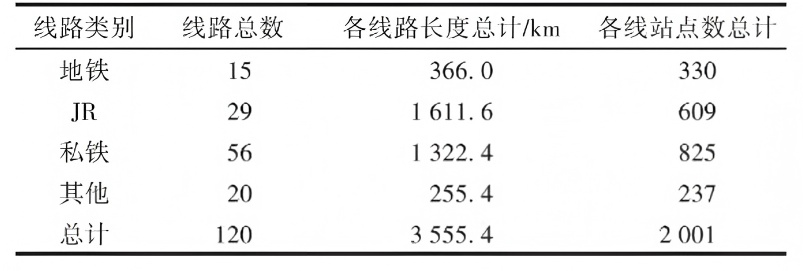 线路类别 线路总数 各线路长度总计/km 各线站点数总计
地铁 15 366.0 330
JR 29 1 611.6 609
私铁 56 1 322.4 825
其他 20 255.4 237
总计 120 3 555.4 2 001